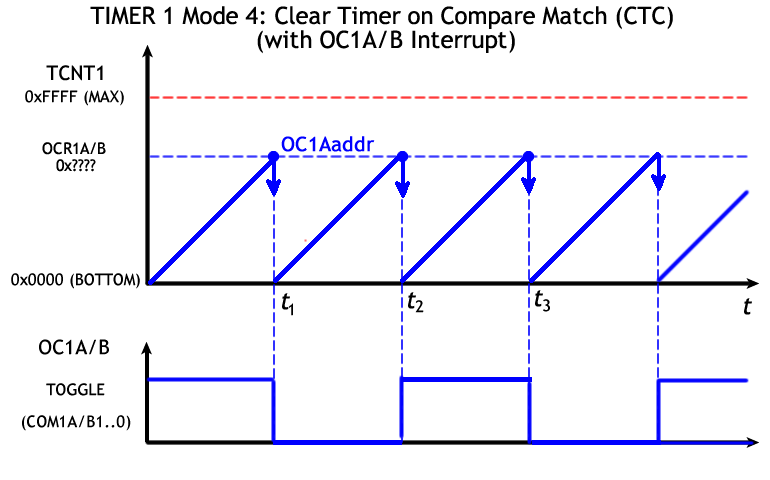 TIMER 1 Mode 4: Clear Timer on Compare Match (CTC)
(with OC1A/B Interrupt)
TCNT1
0xFFFF (MAX)
OCR1A/B
0x????
OC1Aaddr
0x0000 (BOTTOM)
t1
t2
t3
t
OC1A/B
TOGGLE
(COM1A/B1..0)